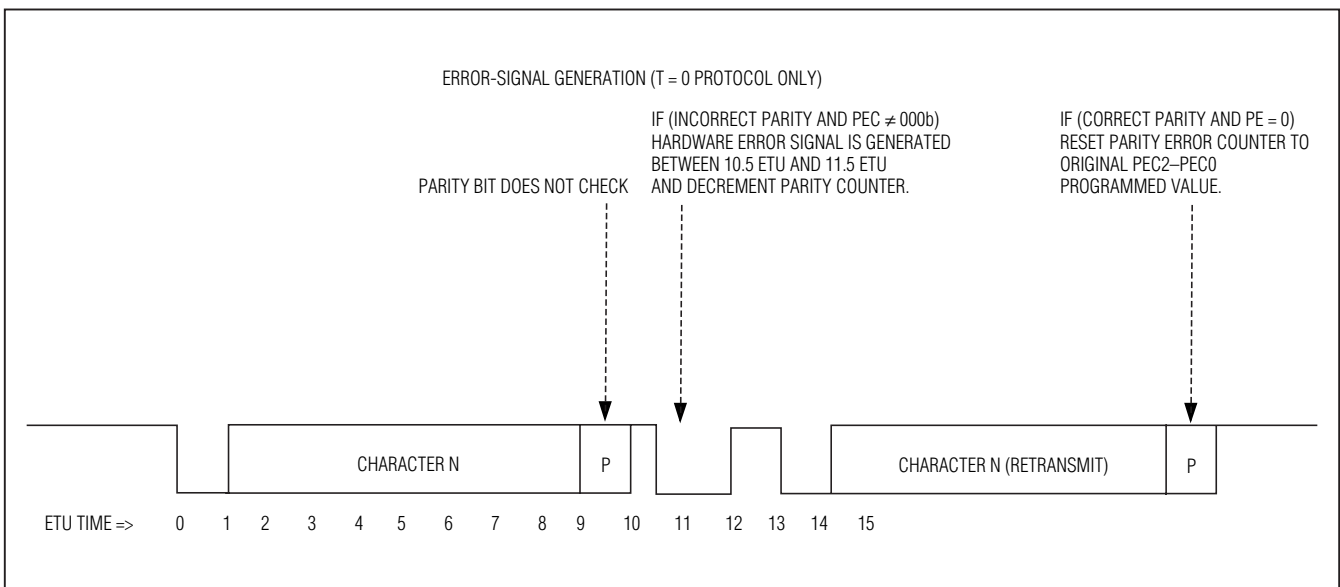 ERROR-SIGNAL GENERATION (T = 0 PROTOCOL ONLY)
PARITY BIT DOES NOT CHECK
IF (INCORRECT PARITY AND PEC ≠ 000b)
HARDWARE ERROR SIGNAL IS GENERATED
BETWEEN 10.5 ETU AND 11.5 ETU
AND DECREMENT PARITY COUNTER.
IF (CORRECT PARITY AND PE = 0)
RESET PARITY ERROR COUNTER TO
ORIGINAL PEC2–PEC0
PROGRAMMED VALUE.
CHARACTER N P CHARACTER N (RETRANSMIT) P
ETU TIME => 0 1 2 3 4 5 6 7 8 9 10 11 12 13 14 15